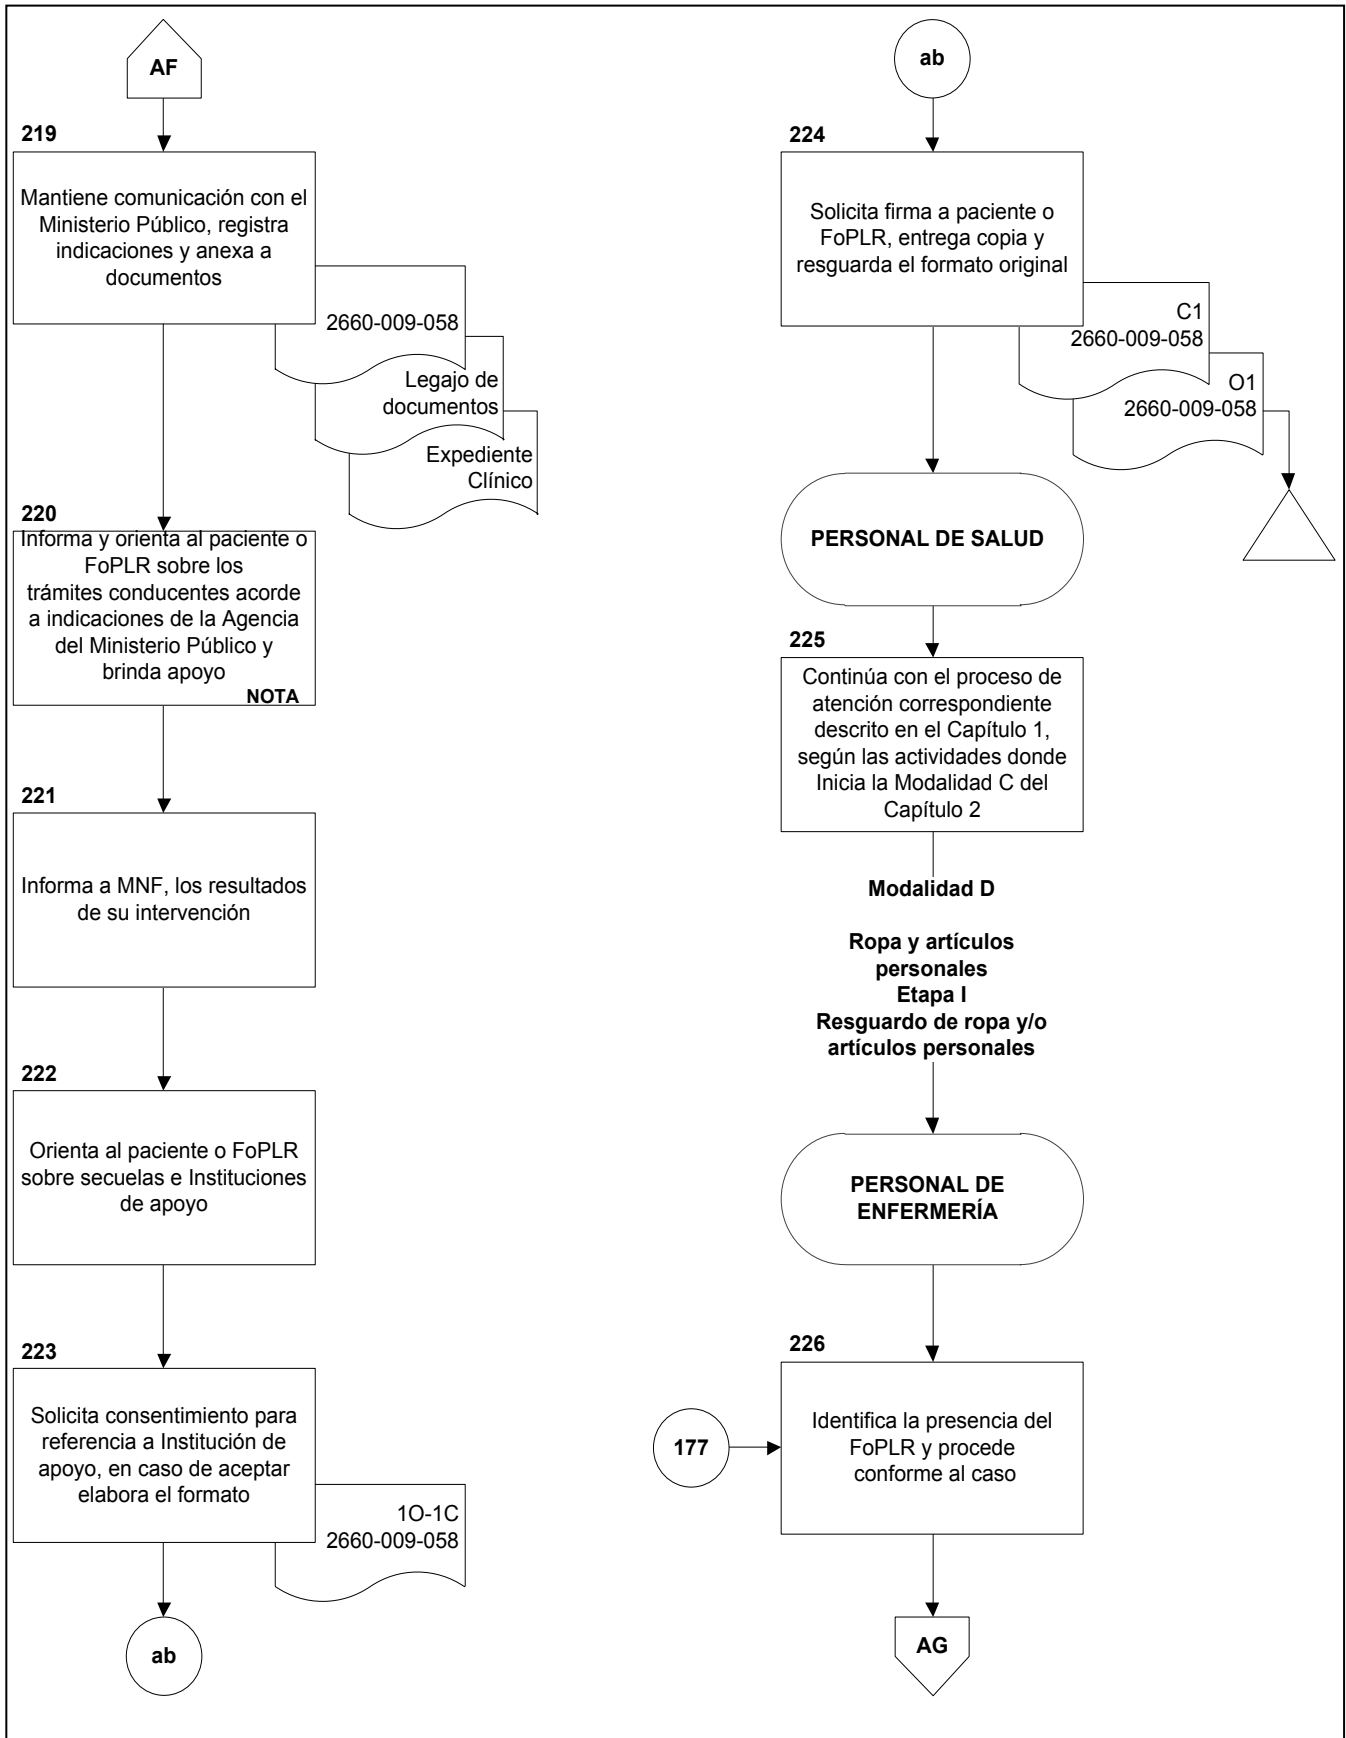 AF
219
Mantiene comunicación con el
Ministerio Público, registra
indicaciones y anexa a
documentos
2660-009-058
Legajo de
documentos
Expediente
Clínico
220
Informa y orienta al paciente o
FoPLR sobre los
trámites conducentes acorde
a indicaciones de la Agencia
del Ministerio Público y
brinda apoyo
NOTA
221
Informa a MNF, los resultados
de su intervención
222
Orienta al paciente o FoPLR
sobre secuelas e Instituciones
de apoyo
223
Solicita consentimiento para
referencia a Institución de
apoyo, en caso de aceptar
elabora el formato
1O-1C
2660-009-058
ab
ab
224
Solicita firma a paciente o
FoPLR, entrega copia y
resguarda el formato original
C1
2660-009-058
O1
2660-009-058
PERSONAL DE SALUD
225
Continúa con el proceso de
atención correspondiente
descrito en el Capítulo 1,
según las actividades donde
Inicia la Modalidad C del
Capítulo 2
Modalidad D
Ropa y artículos
personales
Etapa I
Resguardo de ropa y/o
artículos personales
PERSONAL DE
ENFERMERÍA
226
177
Identifica la presencia del
FoPLR y procede
conforme al caso
AG